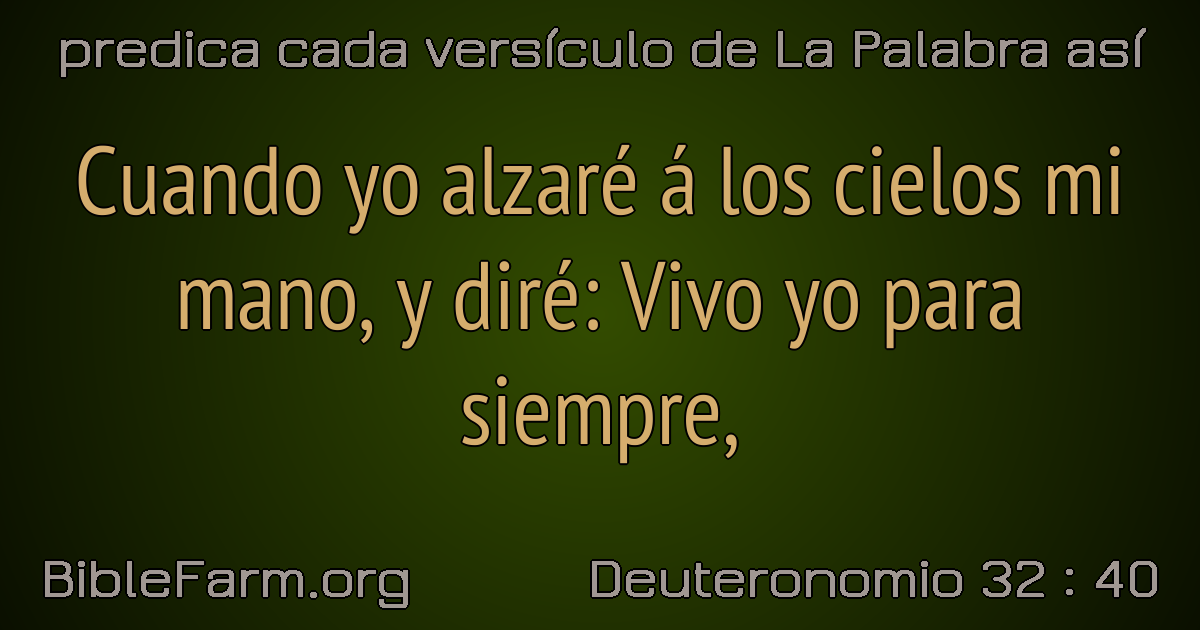 predica cada versículo de La Palabra así
Cuando yo alzaré á los cielos mi
mano, y diré: Vivo yo para
siempre,
BibleFarm.org
Deuteronomio 32 : 40